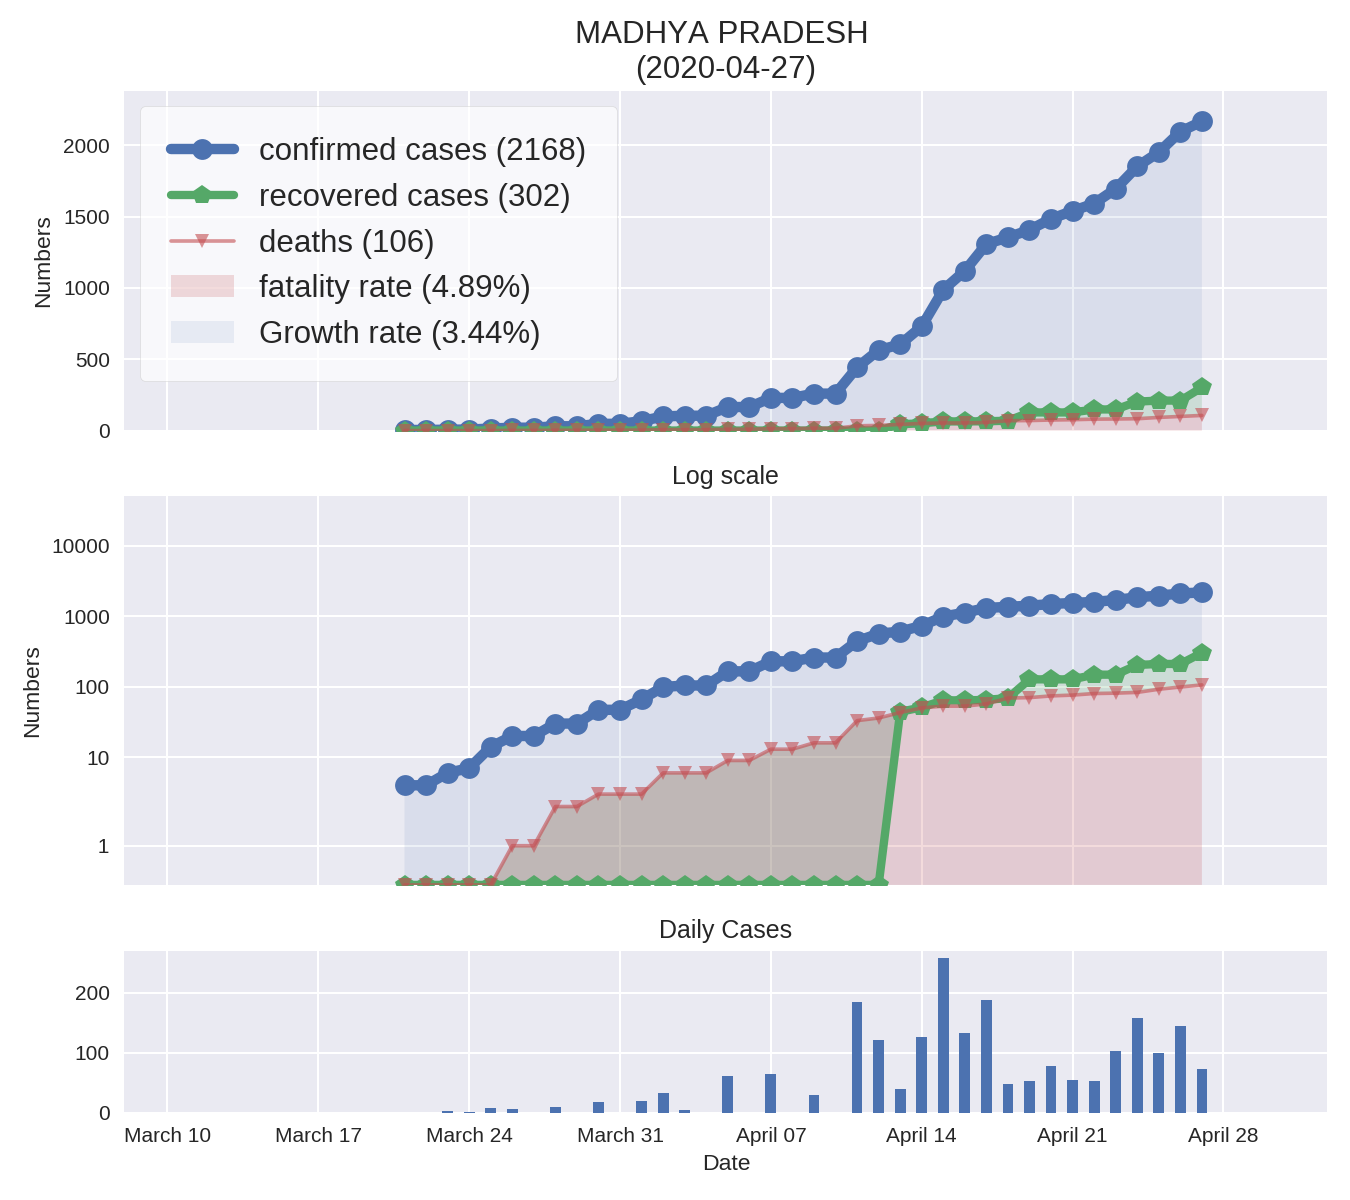 MADHYA PRADESH
(2020-04-27)
confirmed cases (2168)
recovered cases (302)
deaths (106)
fatality rate (4.89%)
Growth rate (3.44%)
Numbers
2000
1500
1000
500
0
Log scale
Numbers
10000
1000
100
10
1
Daily Cases
200
100
0
March 10 March 17 March 24 March 31 April 07 April 14 April 21 April 28
Date